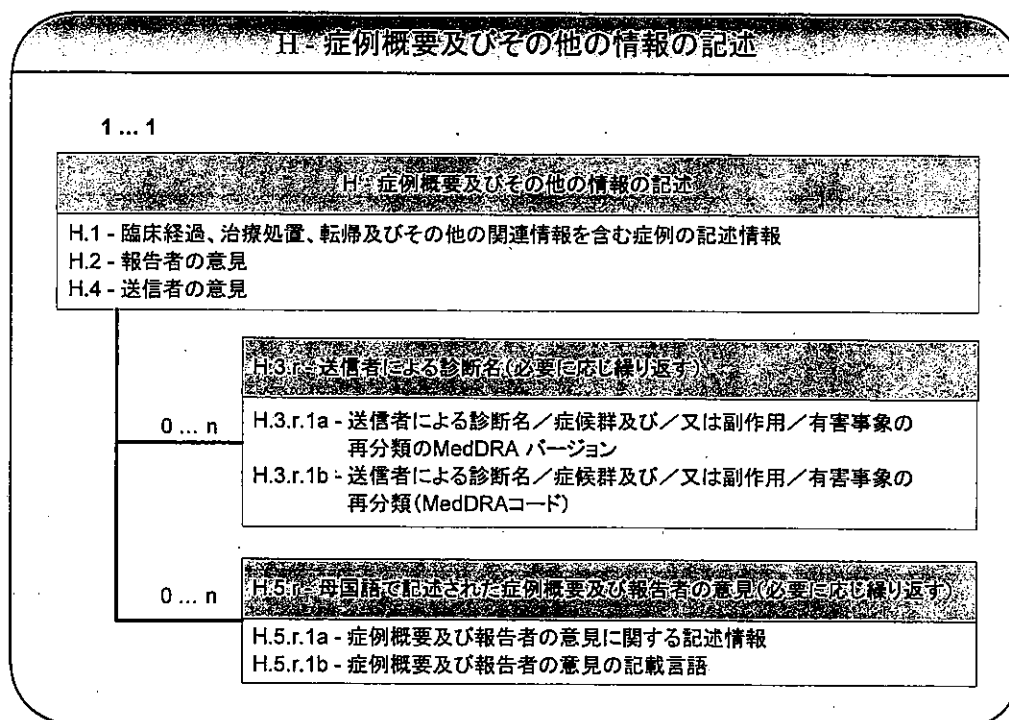 H - 症例概要及びその他の情報の記述
1 ... 1
H - 症例概要及びその他の情報の記述
H.1 - 臨床経過、治療処置、転帰及びその他の関連情報を含む症例の記述情報
H.2 - 報告者の意見
H.4 - 送信者の意見
H.3.r - 送信者による診断名(必要に応じ繰り返す)
0 ... n
H.3.r.1a - 送信者による診断名／症候群及び／又は副作用／有害事象の
再分類のMedDRA バージョン
H.3.r.1b - 送信者による診断名／症候群及び／又は副作用／有害事象の
再分類(MedDRAコード)
H.5.r - 母国語で記述された症例概要及び報告者の意見(必要に応じ繰り返す)
0 ... n
H.5.r.1a - 症例概要及び報告者の意見に関する記述情報
H.5.r.1b - 症例概要及び報告者の意見の記載言語